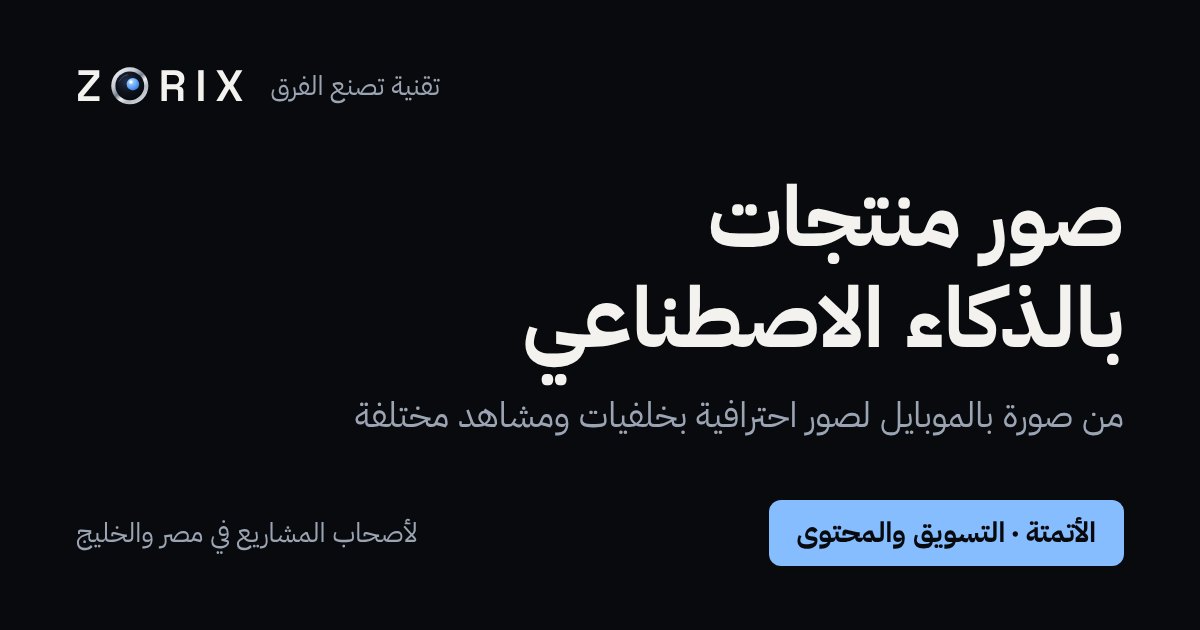 ZORIX
تقنية تصنع الفرق
صور منتجات
بالذكاء الاصطناعي
من صورة بالموبايل لصور احترافية بخلفيات ومشاهد مختلفة
الأتمتة · التسويق والمحتوى
لأصحاب المشاريع في مصر والخليج